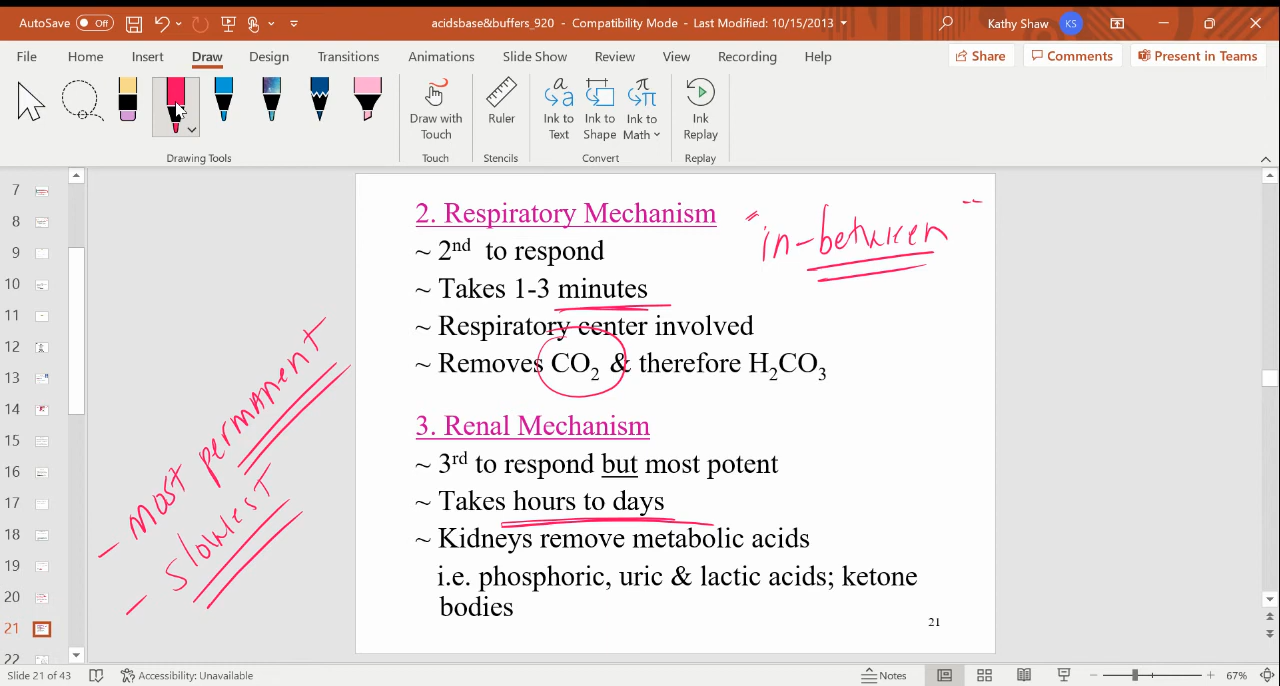 AutoSave Off acidsbase&buffers_920 - Compatibility Mode - Last Modified: 10/15/2013 Kathy Shaw KS
File Home Insert Draw Design Transitions Animations Slide Show Review View Recording Help Share Comments Present in Teams
Draw with Touch
Ruler
Ink to Text
Ink to Shape
Ink to Math
Ink Replay
Drawing Tools Touch Stencils Convert Replay
7
8
9
10
11
12
13
14
15
16
17
18
19
20
21
22
2. Respiratory Mechanism
"in-between"
~ 2nd to respond
~ Takes 1-3 minutes
~ Respiratory center involved
~ Removes CO2 & therefore H2CO3
3. Renal Mechanism
~ 3rd to respond but most potent
~ Takes hours to days
~ Kidneys remove metabolic acids
i.e. phosphoric, uric & lactic acids; ketone
bodies
21
- most permanent
- slowest
Slide 21 of 43 Accessibility: Unavailable Notes 67%